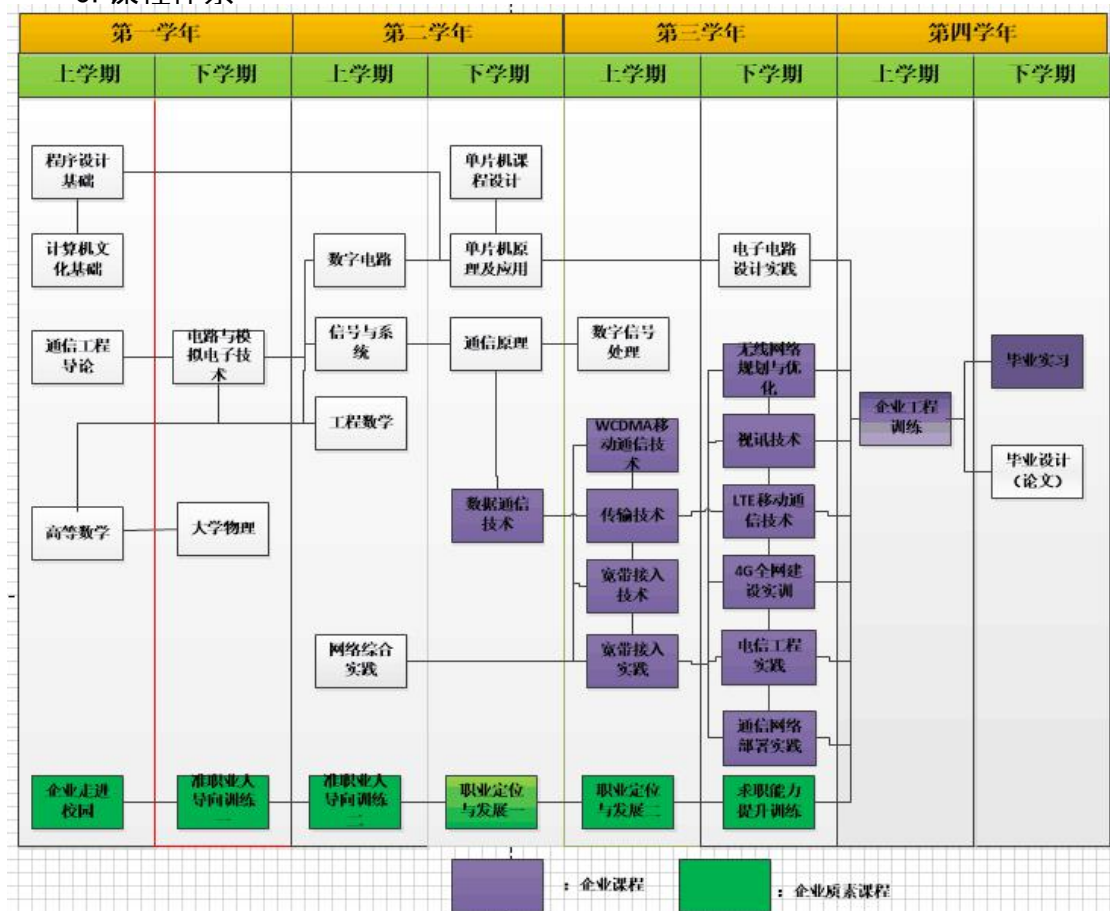 第一学年
第二学年
第三学年
第四学年
上学期
下学期
上学期
下学期
上学期
下学期
上学期
下学期
程序设计
基础
单片机课
程设计
计算机文
化基础
数字电路
单片机原
理及应用
电子电路
设计实践
通信工程
导论
电路与模
拟电子技
术
信号与系
统
通信原理
数字信号
处理
无线网络
规划与优
化
毕业实习
工程数学
WCDMA移
动通信技
术
视讯技术
企业工程
训练
毕业设计
（论文）
高等数学
大学物理
数据通信
技术
传输技术
LTE移动通
信技术
宽带接入
技术
4G全网建
设实训
网络综合
实践
宽带接入
实践
电信工程
实践
通信网络
部署实践
企业走进
校园
准职业人
导向训练
一
准职业人
导向训练
二
职业定位
与发展一
职业定位
与发展二
求职能力
提升训练
：企业课程
：企业质素课程